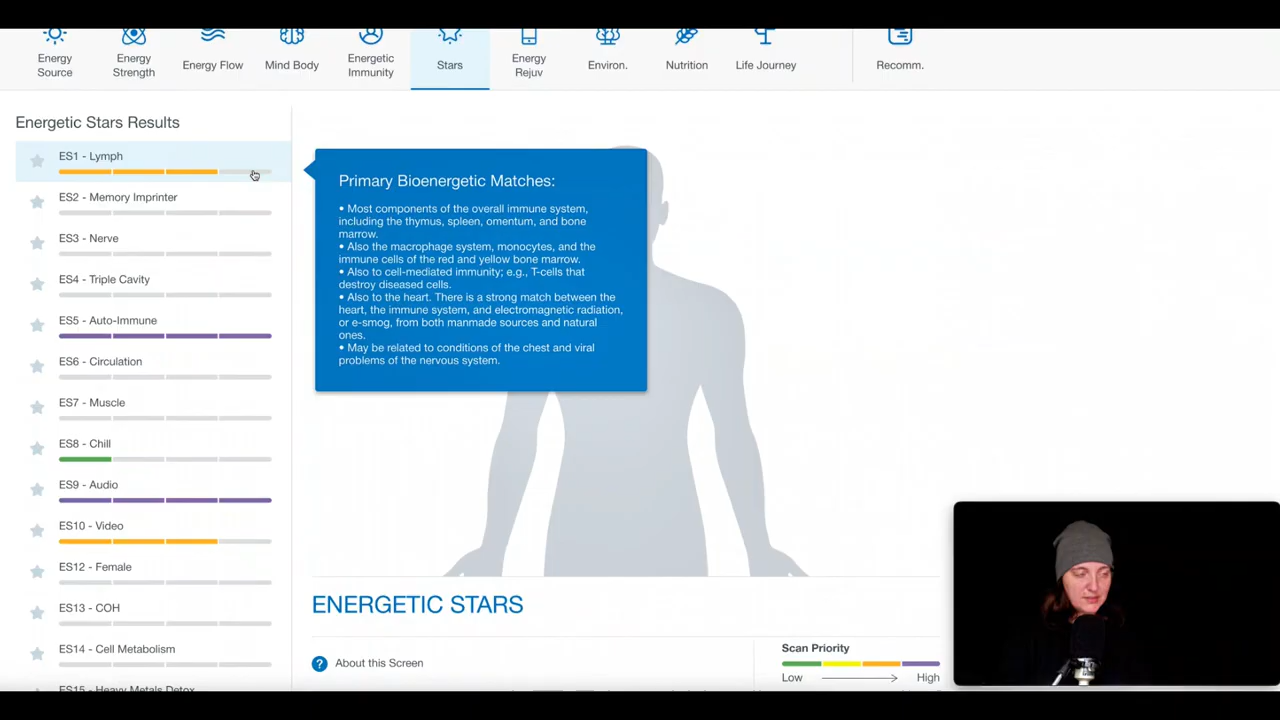 Energy
Source
Energy
Strength
Energy Flow
Mind Body
Energetic
Immunity
Stars
Energy
Rejuv
Environ.
Nutrition
Life Journey
Recomm.
Energetic Stars Results
ES1 - Lymph
ES2 - Memory Imprinter
ES3 - Nerve
ES4 - Triple Cavity
ES5 - Auto-Immune
ES6 - Circulation
ES7 - Muscle
ES8 - Chill
ES9 - Audio
ES10 - Video
ES12 - Female
ES13 - COH
ES14 - Cell Metabolism
ES15 - Heavy Metals Detox
Primary Bioenergetic Matches:
• Most components of the overall immune system,
including the thymus, spleen, omentum, and bone
marrow.
• Also the macrophage system, monocytes, and the
immune cells of the red and yellow bone marrow.
• Also to cell-mediated immunity; e.g., T-cells that
destroy diseased cells.
• Also to the heart. There is a strong match between the
heart, the immune system, and electromagnetic radiation,
or e-smog, from both manmade sources and natural
ones.
• May be related to conditions of the chest and viral
problems of the nervous system.
ENERGETIC STARS
? About this Screen
Scan Priority
Low
High